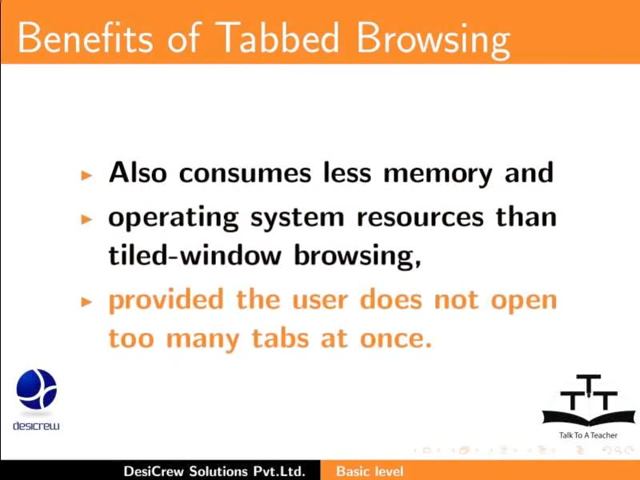 Benefits of Tabbed Browsing
Also consumes less memory and
operating system resources than
tiled-window browsing,
provided the user does not open
too many tabs at once.
desicrew
T T T
Talk To A Teacher
DesiCrew Solutions Pvt.Ltd. Basic level